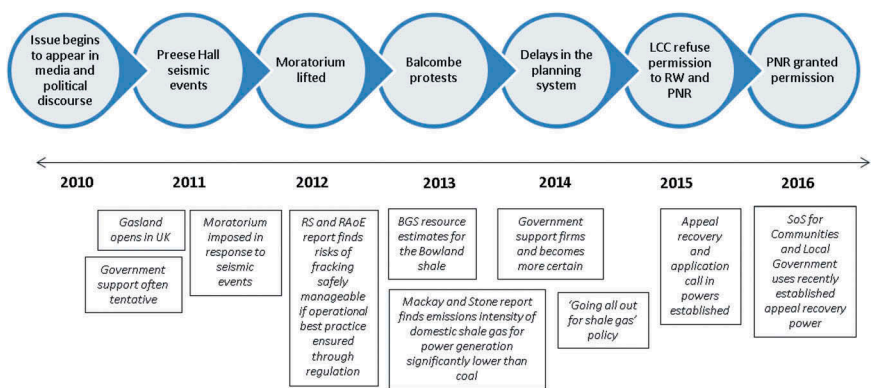 Issue begins
to appear in
media and
political
discourse
Preese Hall
seismic
events
Moratorium
lifted
Balcombe
protests
Delays in the
planning
system
LCC refuse
permission
to RW and
PNR
PNR granted
permission
2010
2011
2012
2013
2014
2015
2016
Gasland
opens in UK
Government
support often
tentative
Moratorium
imposed in
response to
seismic
events
RS and RAoE
report finds
risks of
fracking
safely
manageable
if operational
best practice
ensured
through
regulation
BGS resource
estimates for
the Bowland
shale
Mackay and Stone report
finds emissions intensity of
domestic shale gas for
power generation
significantly lower than
coal
Government
support firms
and becomes
more certain
‘Going all out
for shale gas’
policy
Appeal
recovery
and
application
call in
powers
established
SoS for
Communities
and Local
Government
uses recently
established
appeal recovery
power